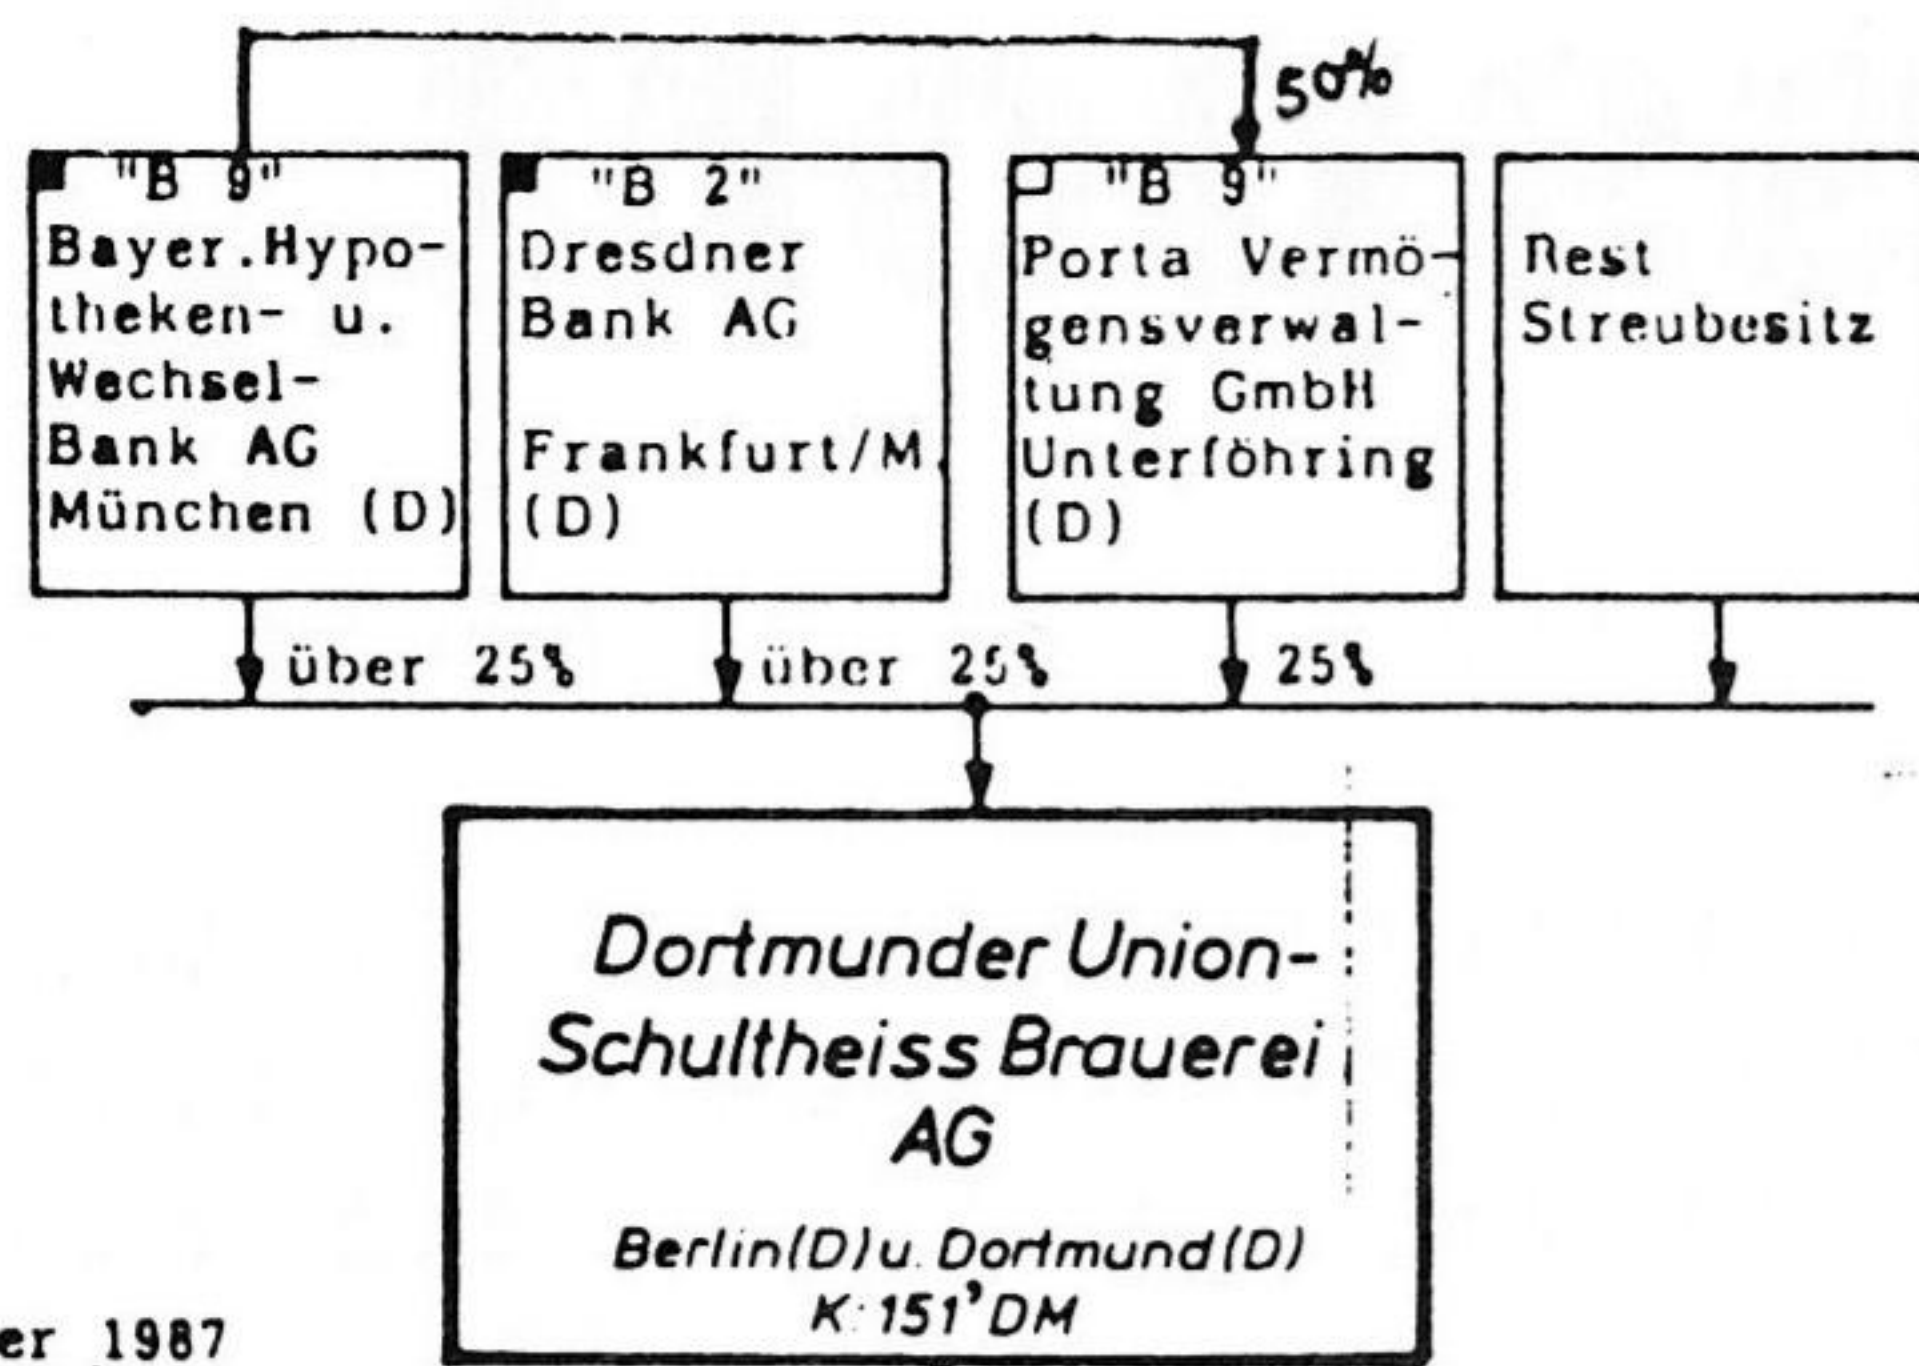 50%
"B 9"
Bayer.Hypo-
theken- u.
Wechsel-
Bank AG
München (D)
"B 2"
Dresdner
Bank AG
Frankfurt/M.
(D)
"B 9"
Porta Vermö-
gensverwal-
tung GmbH
Unterföhring
(D)
Rest
Streubesitz
über 25%
über 25%
25%
Dortmunder Union-
Schultheiss Brauerei
AG
Berlin(D)u. Dortmund(D)
K: 151' DM
er 1987